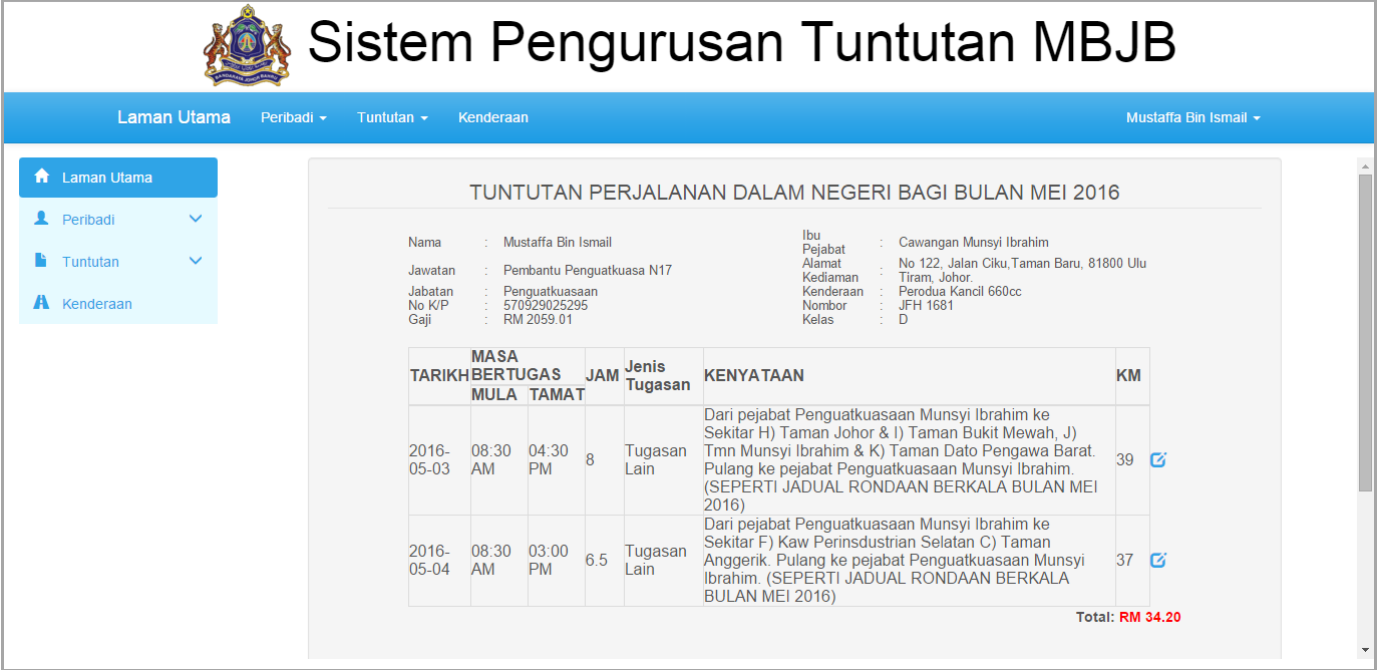 Sistem Pengurusan Tuntutan MBJB
Laman Utama Peribadi Tuntutan Kenderaan Mustaffa Bin Ismail
Laman Utama
Peribadi
Tuntutan
Kenderaan
TUNTUTAN PERJALANAN DALAM NEGERI BAGI BULAN MEI 2016
Nama : Mustaffa Bin Ismail
Jawatan : Pembantu Penguatkuasa N17
Jabatan : Penguatkuasaan
No K/P : 570929025295
Gaji : RM 2059.01
Ibu
Pejabat : Cawangan Munsyi Ibrahim
Alamat No 122, Jalan Ciku,Taman Baru, 81800 Ulu
Kediaman : Tiram, Johor.
Kenderaan : Perodua Kancil 660cc
Nombor : JFH 1681
Kelas : D
TARIKH MASA BERTUGAS JAM Jenis Tugasan KENYATAAN KM
MULA TAMAT
2016-05-03 08:30 AM 04:30 PM 8 Tugasan Lain
Dari pejabat Penguatkuasaan Munsyi Ibrahim ke
Sekitar H) Taman Johor & I) Taman Bukit Mewah, J)
Tmn Munsyi Ibrahim & K) Taman Dato Pengawa Barat.
Pulang ke pejabat Penguatkuasaan Munsyi Ibrahim.
(SEPERTI JADUAL RONDAAN BERKALA BULAN MEI
2016)
39
2016-05-04 08:30 AM 03:00 PM 6.5 Tugasan Lain
Dari pejabat Penguatkuasaan Munsyi Ibrahim ke
Sekitar F) Kaw Perinsdustrian Selatan C) Taman
Anggerik. Pulang ke pejabat Penguatkuasaan Munsyi
Ibrahim. (SEPERTI JADUAL RONDAAN BERKALA
BULAN MEI 2016)
37
Total: RM 34.20